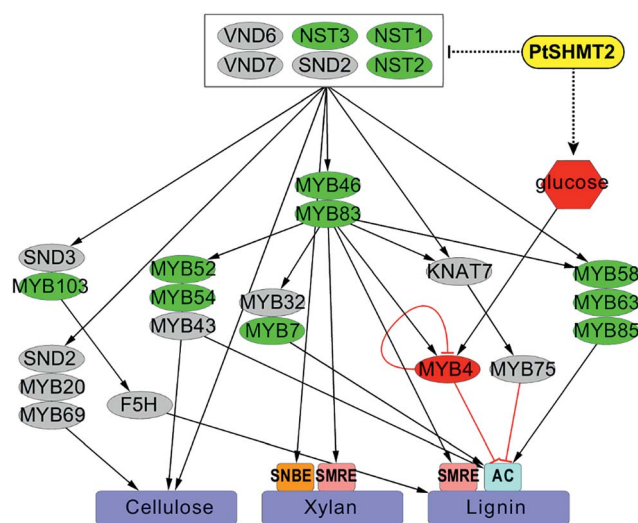 VND6 NST3 NST1
VND7 SND2 NST2
PtSHMT2
glucose
MYB46
MYB83
SND3
MYB103
MYB52
MYB54
MYB43
MYB32
MYB7
KNAT7
MYB58
MYB63
MYB85
SND2
MYB20
MYB69
F5H
MYB4
MYB75
SNBE SMRE SMRE AC
Cellulose Xylan Lignin